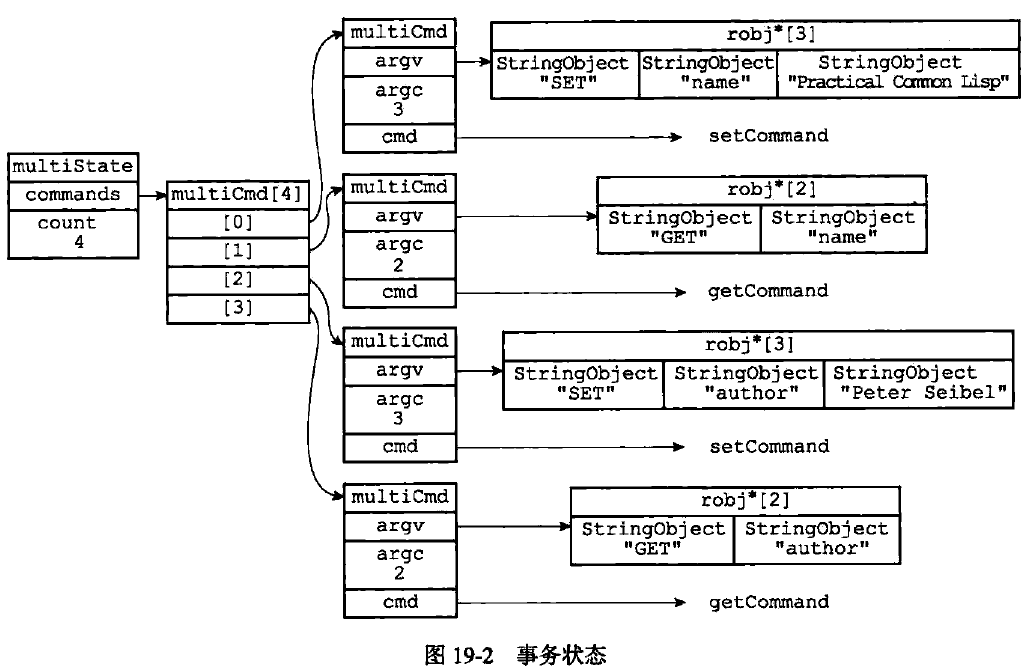 multiState
commands
count
4
multiCmd[4]
[0]
[1]
[2]
[3]
multiCmd
argv
argc
3
cmd
robj*[3]
StringObject
"SET"
StringObject
"name"
StringObject
"Practical Common Lisp"
setCommand
multiCmd
argv
argc
2
cmd
robj*[2]
StringObject
"GET"
StringObject
"name"
getCommand
multiCmd
argv
argc
3
cmd
robj*[3]
StringObject
"SET"
StringObject
"author"
StringObject
"Peter Seibel"
setCommand
multiCmd
argv
argc
2
cmd
robj*[2]
StringObject
"GET"
StringObject
"author"
getCommand
图 19-2 事务状态